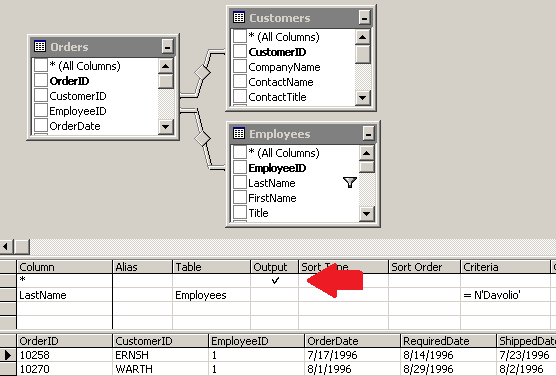 Orders
* (All Columns)
OrderID
CustomerID
EmployeeID
OrderDate
Customers
* (All Columns)
CustomerID
CompanyName
ContactName
ContactTitle
Employees
* (All Columns)
EmployeeID
LastName
FirstName
Title
Column Alias Table Output Sort Type Sort Order Criteria
*
LastName Employees = N'Davolio'
OrderID CustomerID EmployeeID OrderDate RequiredDate ShippedDate
10258 ERNSH 1 7/17/1996 8/14/1996 7/23/1996
10270 WARTH 1 8/1/1996 8/29/1996 8/2/1996